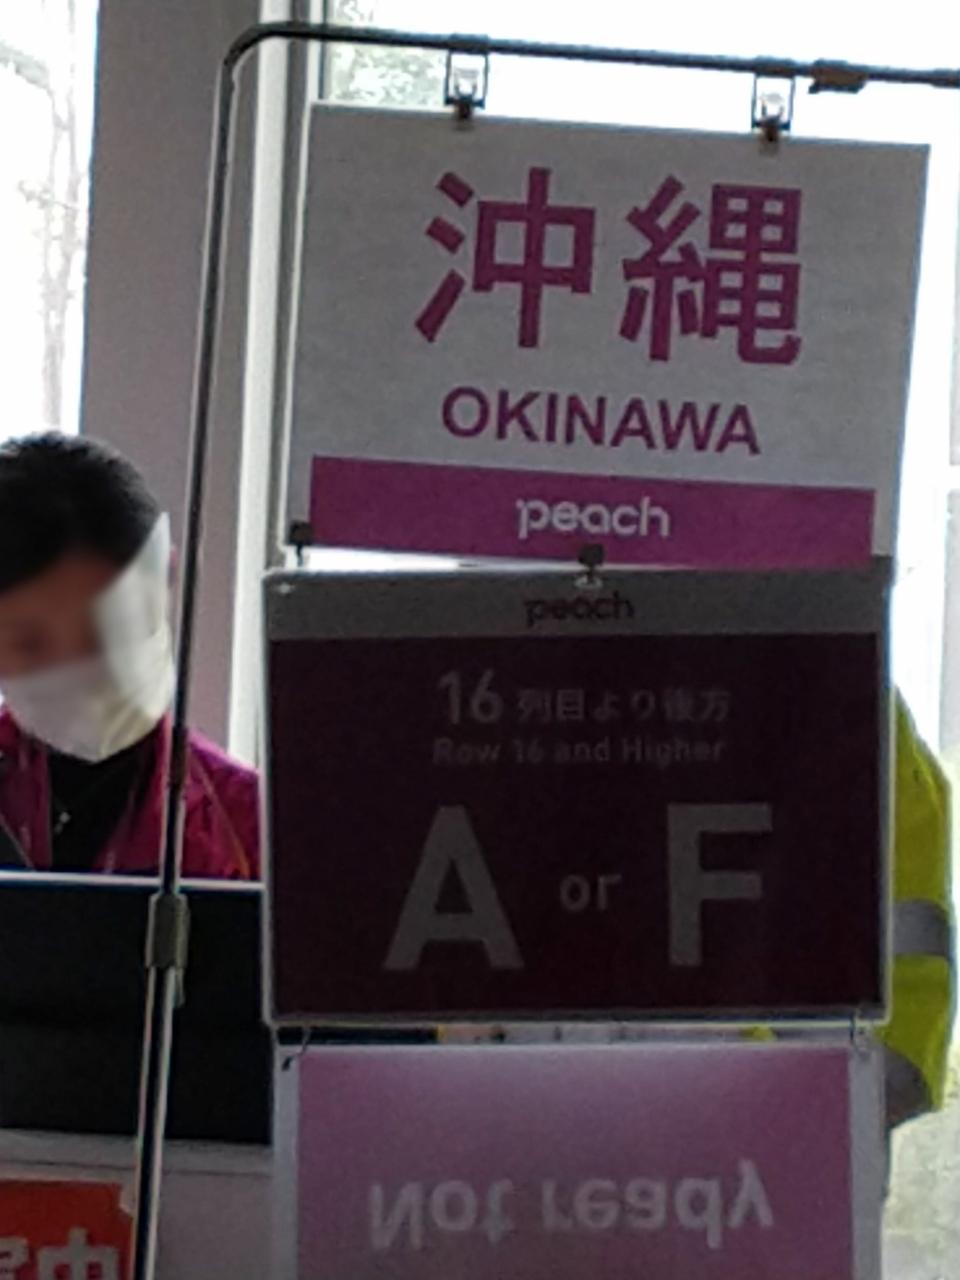 沖縄
OKINAWA
peach
peach
16 列目より後方
Row 16 and Higher
A or F
Not ready
中